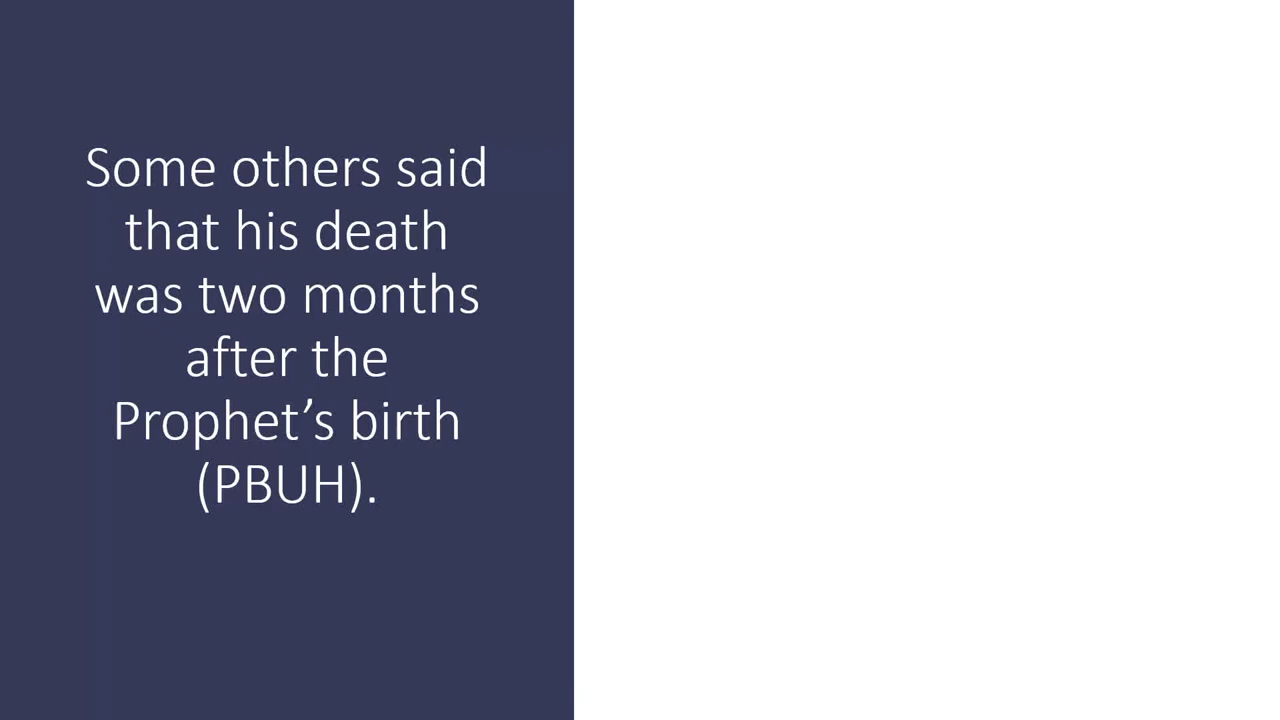 Some others said
that his death
was two months
after the
Prophet’s birth
(PBUH).